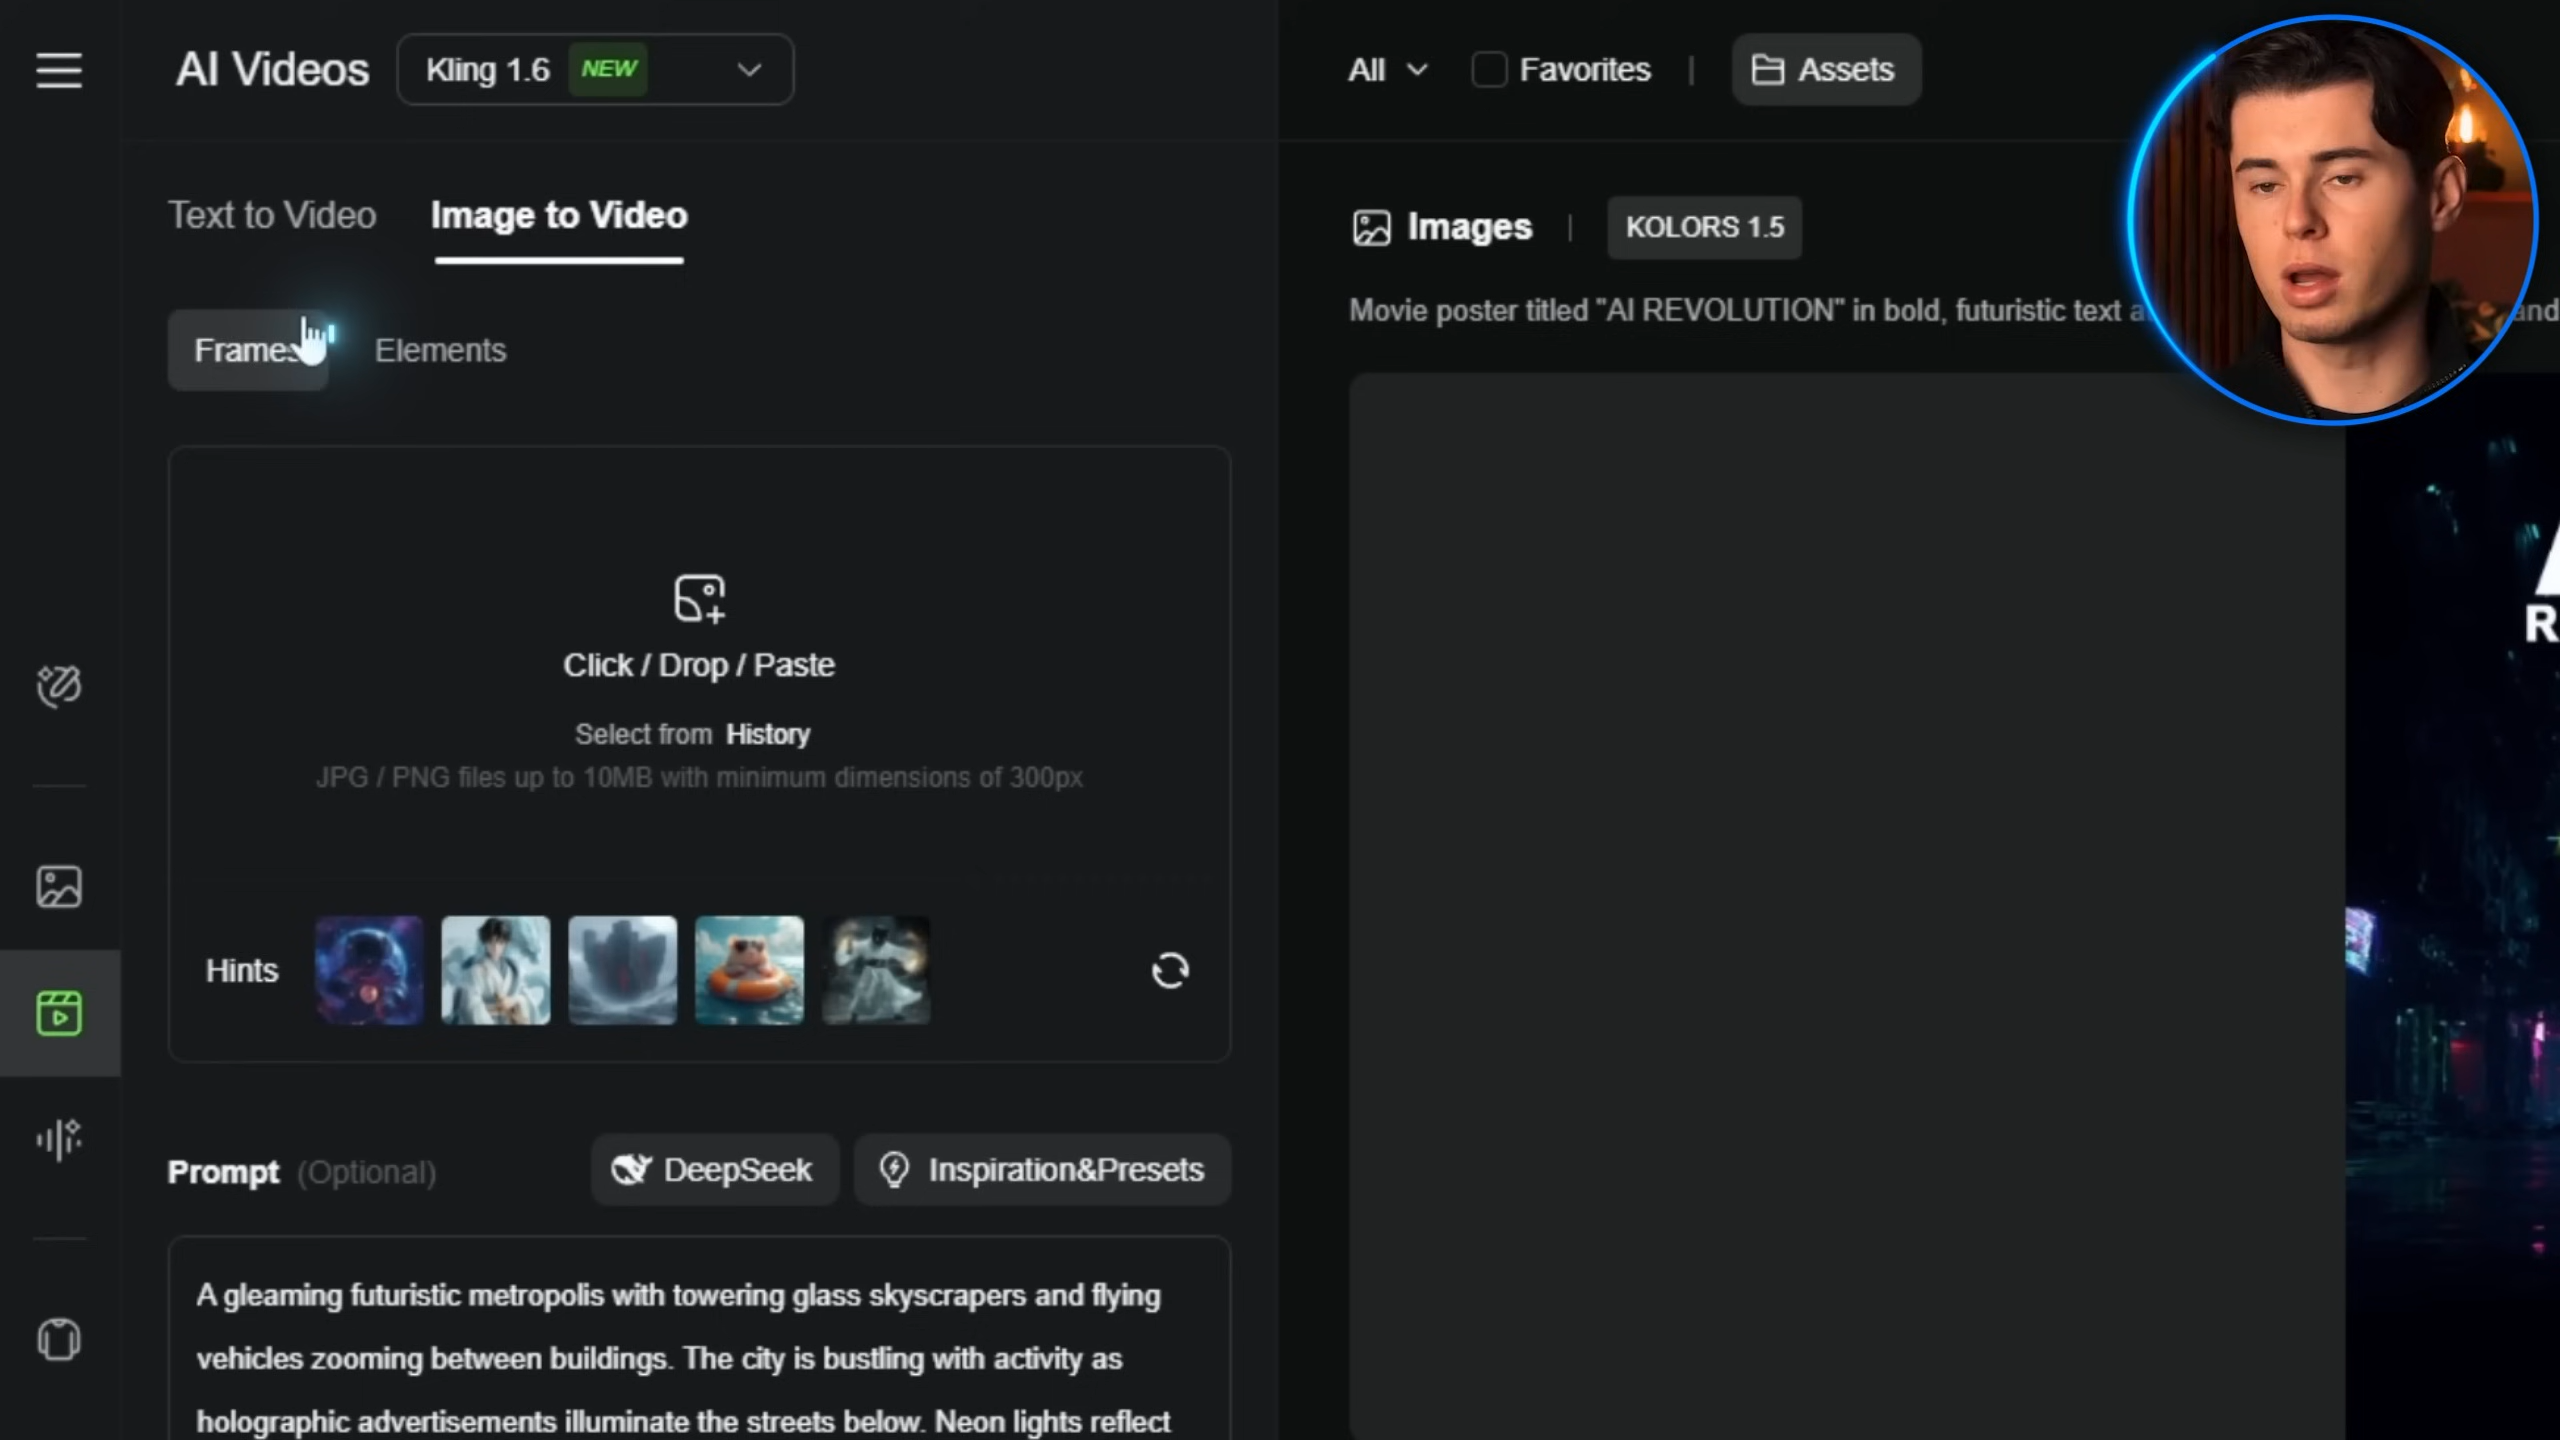 AI Videos
Kling 1.6 NEW
Text to Video
Image to Video
Frames
Elements
Click / Drop / Paste
Select from History
JPG / PNG files up to 10MB with minimum dimensions of 300px
Hints
Prompt (Optional)
DeepSeek
Inspiration&Presets
A gleaming futuristic metropolis with towering glass skyscrapers and flying
vehicles zooming between buildings. The city is bustling with activity as
holographic advertisements illuminate the streets below. Neon lights reflect
All
Favorites
Assets
Images
KOLORS 1.5
Movie poster titled "AI REVOLUTION" in bold, futuristic text and
A
R